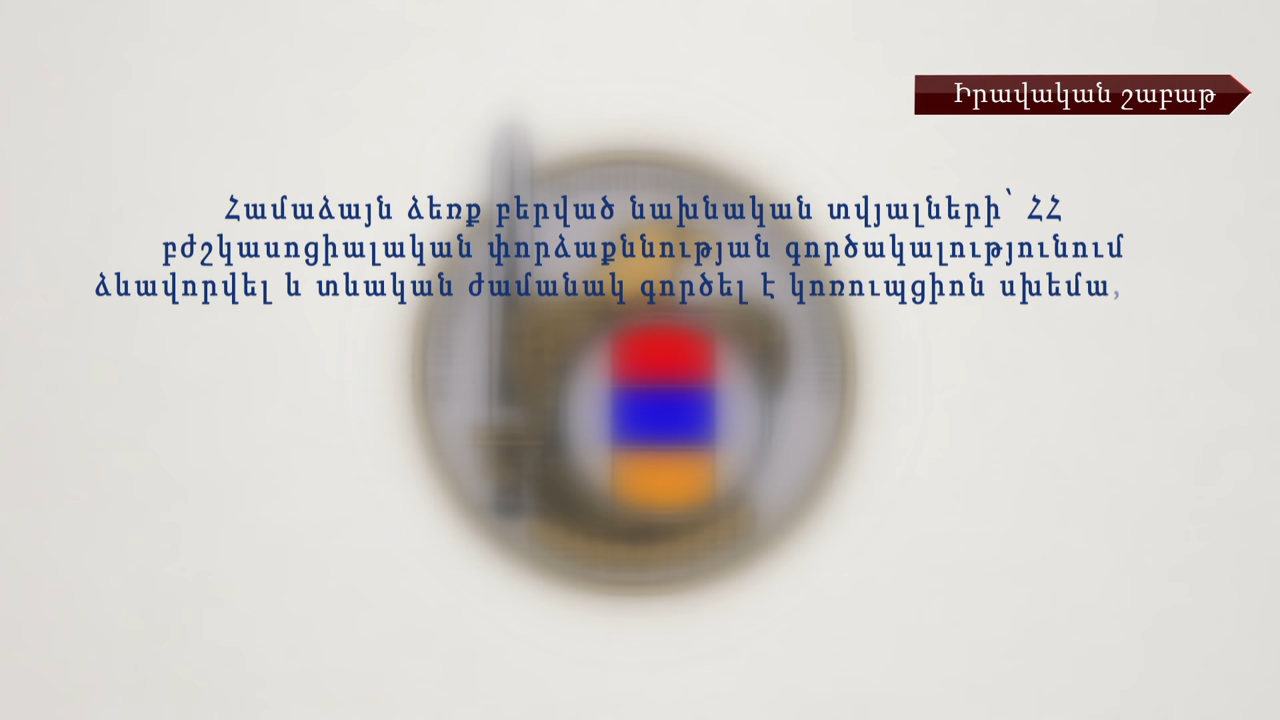 Իրավական շաբաթ
Համաձայն ձեռք բերված նախնական տվյալների՝ ՀՀ
բժշկասոցիալական փորձաքննության գործակալությունում
ձևավորվել և տևական ժամանակ գործել է կոռուպցիոն սխեմա,